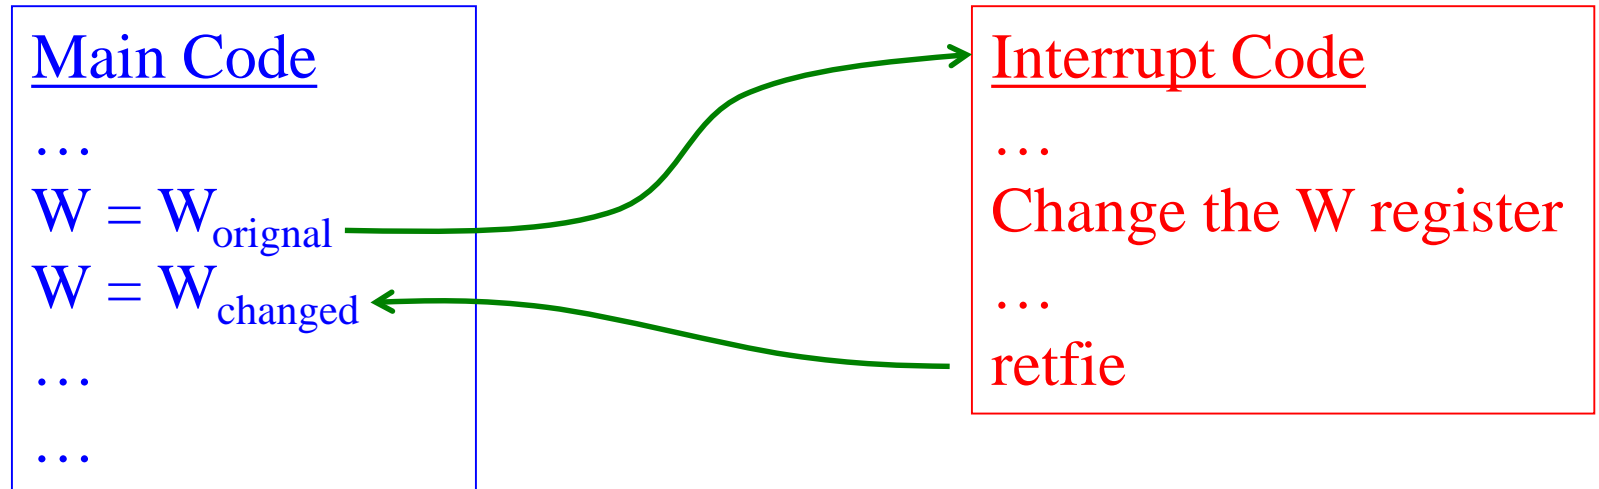 Main Code
…
W = Worignal
W = Wchanged
…
…
Interrupt Code
…
Change the W register
…
retfie